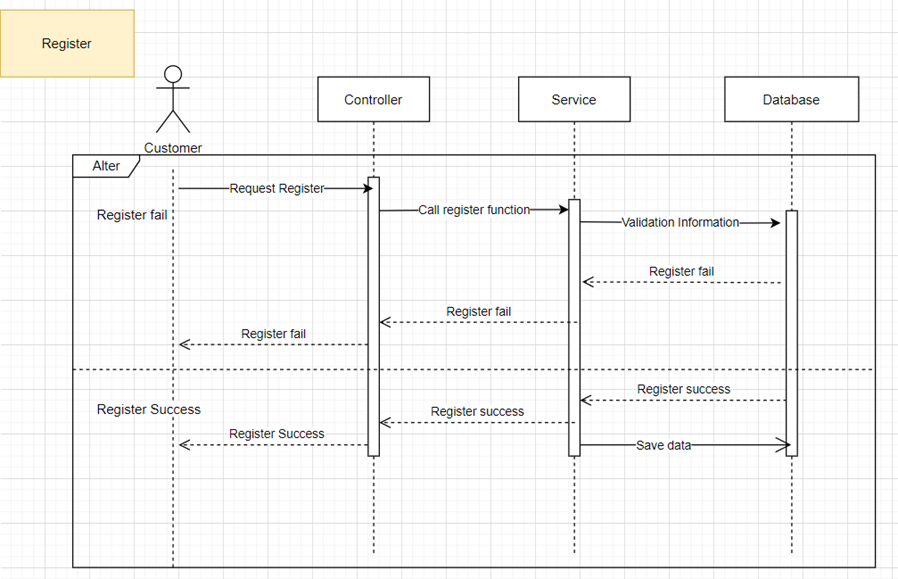 Register
Controller
Service
Database
Customer
Alter
Request Register
Call register function
Register fail
Validation Information
Register fail
Register fail
Register fail
Register success
Register Success
Register success
Register Success
Save data